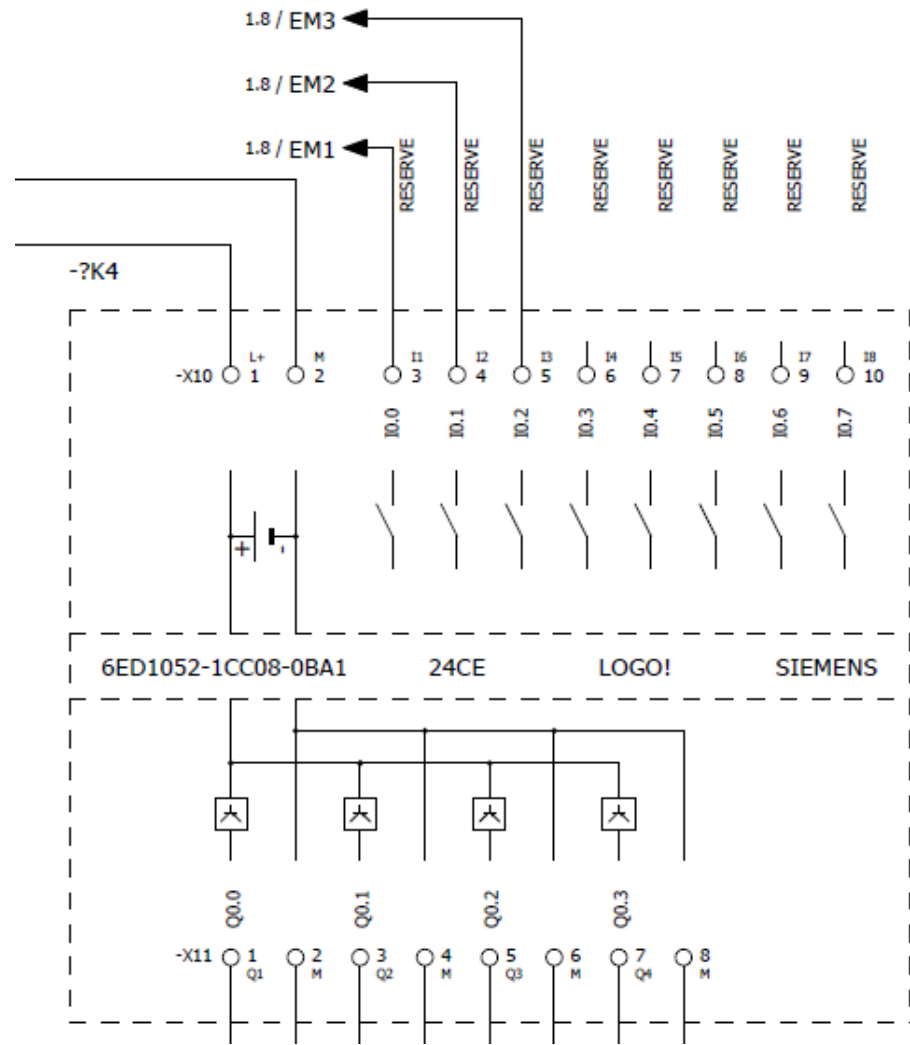 1.8 / EM3
1.8 / EM2
1.8 / EM1
RESERVE RESERVE RESERVE RESERVE RESERVE RESERVE RESERVE RESERVE
-?K4
L+ M I1 I2 I3 I4 I5 I6 I7 I8
-X10 1 2 3 4 5 6 7 8 9 10
I0.0 I0.1 I0.2 I0.3 I0.4 I0.5 I0.6 I0.7
+ -
6ED1052-1CC08-0BA1 24CE LOGO! SIEMENS
Q0.0 Q0.1 Q0.2 Q0.3
-X11 1 2 3 4 5 6 7 8
Q1 M Q2 M Q3 M Q4 M